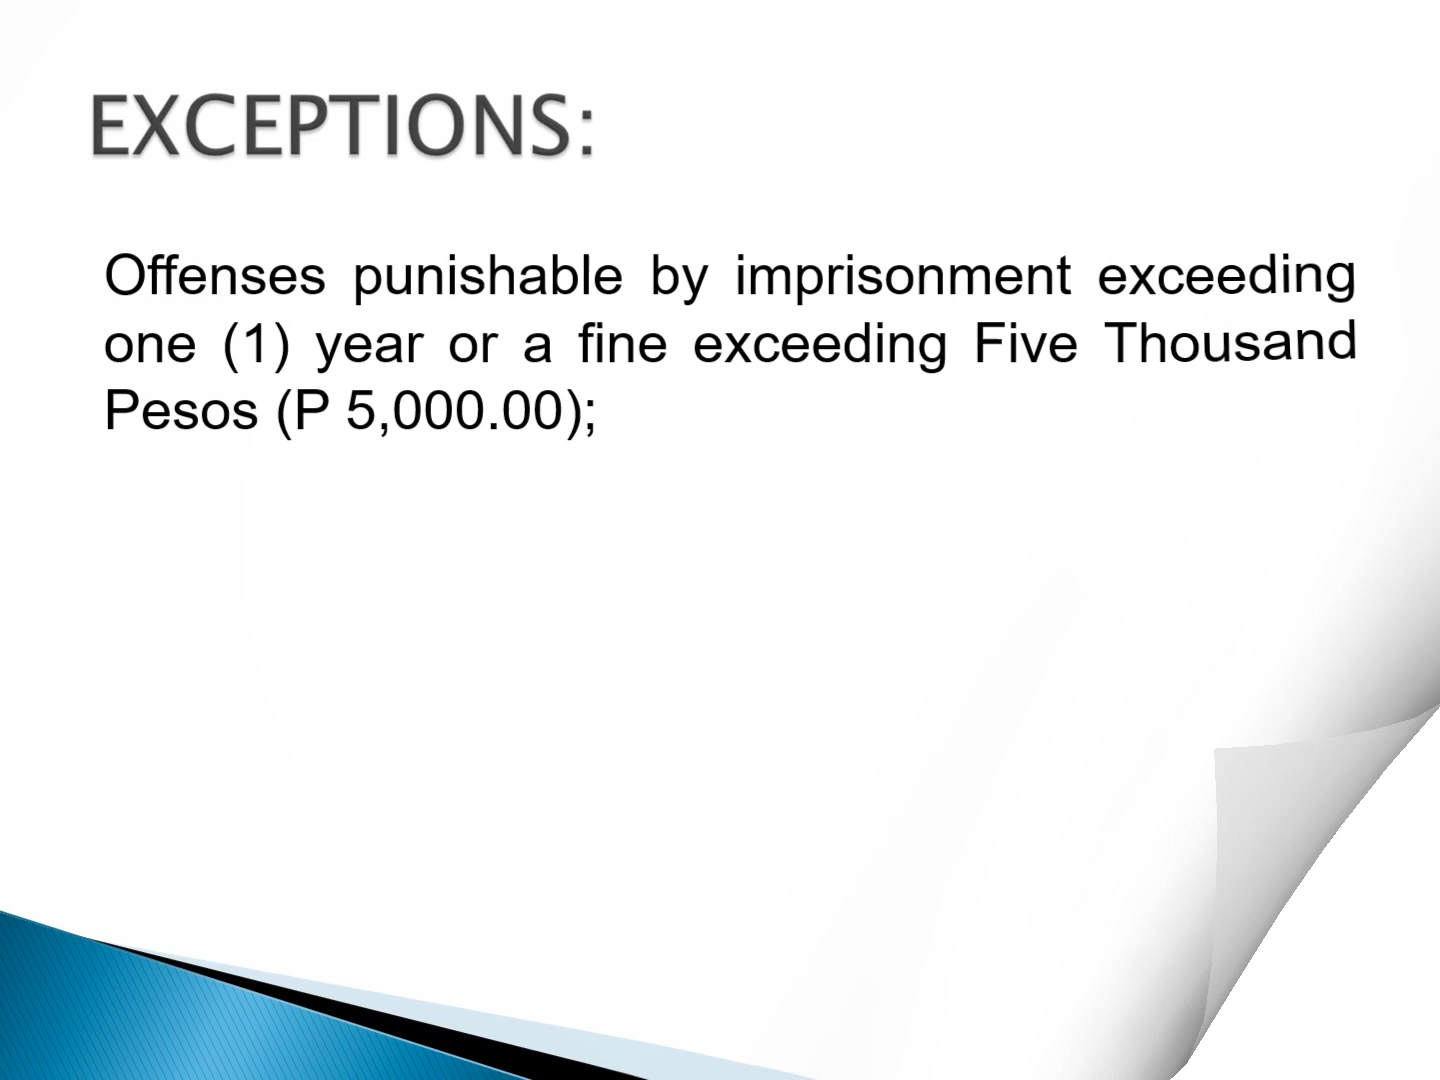 EXCEPTIONS:
Offenses punishable by imprisonment exceeding
one (1) year or a fine exceeding Five Thousand
Pesos (P 5,000.00);